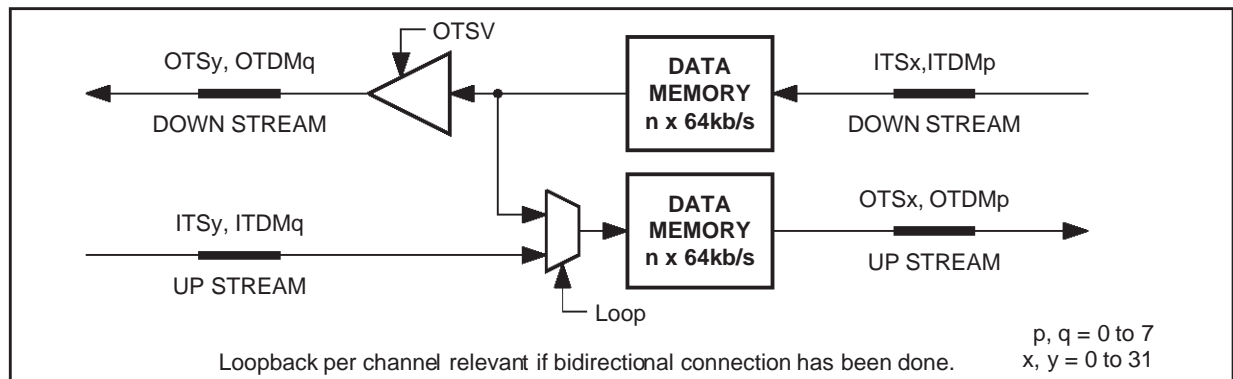 OTSV
OTSy, OTDMq
DOWN STREAM
DATA
MEMORY
n x 64kb/s
ITSx,ITDMp
DOWN STREAM
ITSy, ITDMq
UP STREAM
DATA
MEMORY
n x 64kb/s
OTSx, OTDMp
UP STREAM
Loop
Loopback per channel relevant if bidirectional connection has been done.
p, q = 0 to 7
x, y = 0 to 31